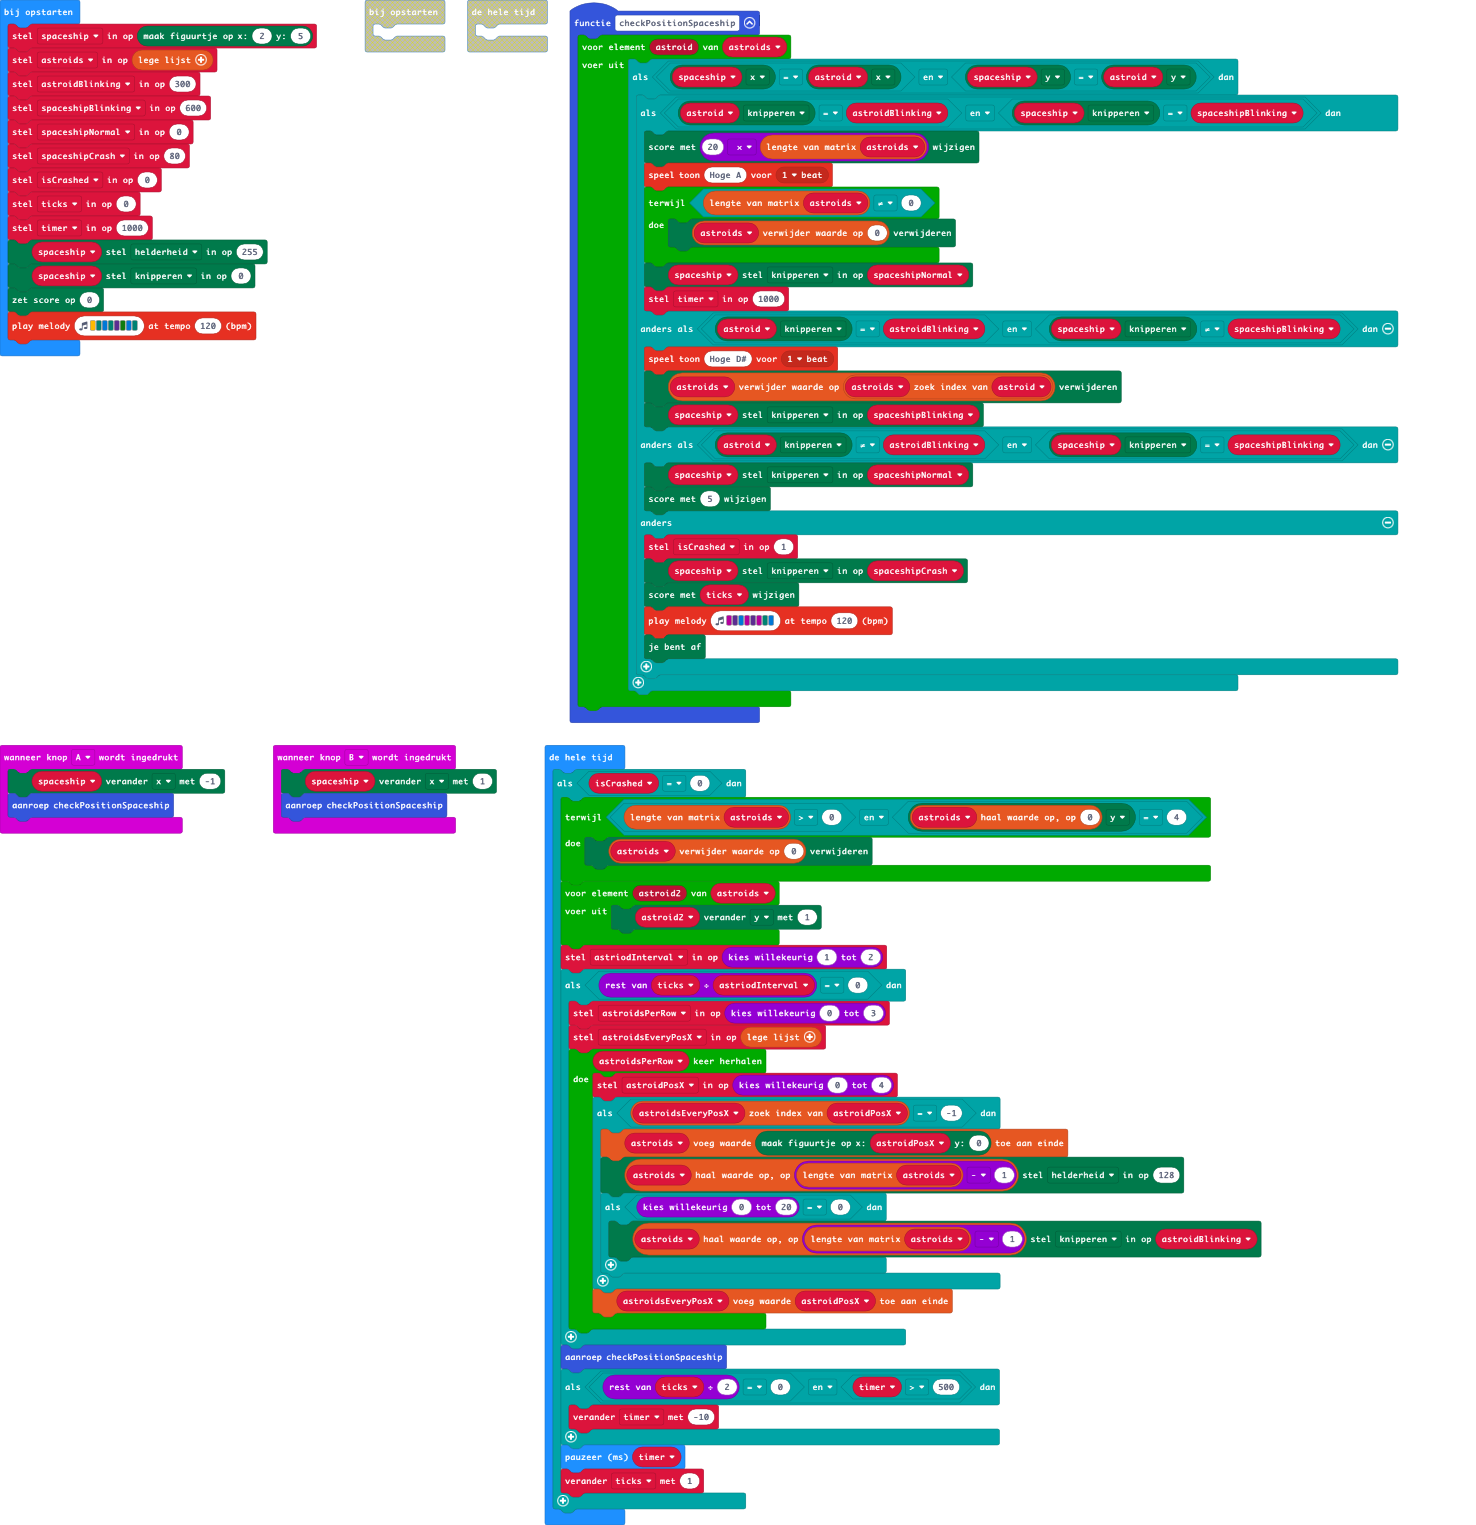 bij opstarten
stel spaceship in op maak figuurtje op x: 2 y: 5
stel astroids in op lege lijst
stel astroidBlinking in op 300
stel spaceshipBlinking in op 600
stel spaceshipNormal in op 0
stel spaceshipCrash in op 80
stel isCrashed in op 0
stel ticks in op 0
stel timer in op 1000
spaceship stel helderheid in op 255
spaceship stel knipperen in op 0
zet score op 0
play melody at tempo 120 (bpm)
bij opstarten
de hele tijd
functie checkPositionSpaceship
voor element astroid van astroids
voer uit
als spaceship x = astroid x en spaceship y = astroid y dan
als astroid knipperen = astroidBlinking en spaceship knipperen = spaceshipBlinking dan
score met 20 x lengte van matrix astroids wijzigen
speel toon Hoge A voor 1 beat
terwijl lengte van matrix astroids ≠ 0
doe astroids verwijder waarde op 0 verwijderen
spaceship stel knipperen in op spaceshipNormal
stel timer in op 1000
anders als astroid knipperen = astroidBlinking en spaceship knipperen ≠ spaceshipBlinking dan
speel toon Hoge D# voor 1 beat
astroids verwijder waarde op astroids zoek index van astroid verwijderen
spaceship stel knipperen in op spaceshipBlinking
anders als astroid knipperen ≠ astroidBlinking en spaceship knipperen = spaceshipBlinking dan
spaceship stel knipperen in op spaceshipNormal
score met 5 wijzigen
anders
stel isCrashed in op 1
spaceship stel knipperen in op spaceshipCrash
score met ticks wijzigen
play melody at tempo 120 (bpm)
je bent af
wanneer knop A wordt ingedrukt
spaceship verander x met -1
aanroep checkPositionSpaceship
wanneer knop B wordt ingedrukt
spaceship verander x met 1
aanroep checkPositionSpaceship
de hele tijd
als isCrashed = 0 dan
terwijl lengte van matrix astroids > 0 en astroids haal waarde op, op 0 y = 4
doe astroids verwijder waarde op 0 verwijderen
voor element astroid2 van astroids
voer uit astroid2 verander y met 1
stel astriodInterval in op kies willekeurig 1 tot 2
als rest van ticks ÷ astriodInterval = 0 dan
stel astroidsPerRow in op kies willekeurig 0 tot 3
stel astroidsEveryPosX in op lege lijst
astroidsPerRow keer herhalen
doe stel astroidPosX in op kies willekeurig 0 tot 4
als astroidsEveryPosX zoek index van astroidPosX = -1 dan
astroids voeg waarde maak figuurtje op x: astroidPosX y: 0 toe aan einde
astroids haal waarde op, op lengte van matrix astroids - 1 stel helderheid in op 128
als kies willekeurig 0 tot 20 = 0 dan
astroids haal waarde op, op lengte van matrix astroids - 1 stel knipperen in op astroidBlinking
astroidsEveryPosX voeg waarde astroidPosX toe aan einde
aanroep checkPositionSpaceship
als rest van ticks ÷ 2 = 0 en timer > 500 dan
verander timer met -10
pauzeer (ms) timer
verander ticks met 1